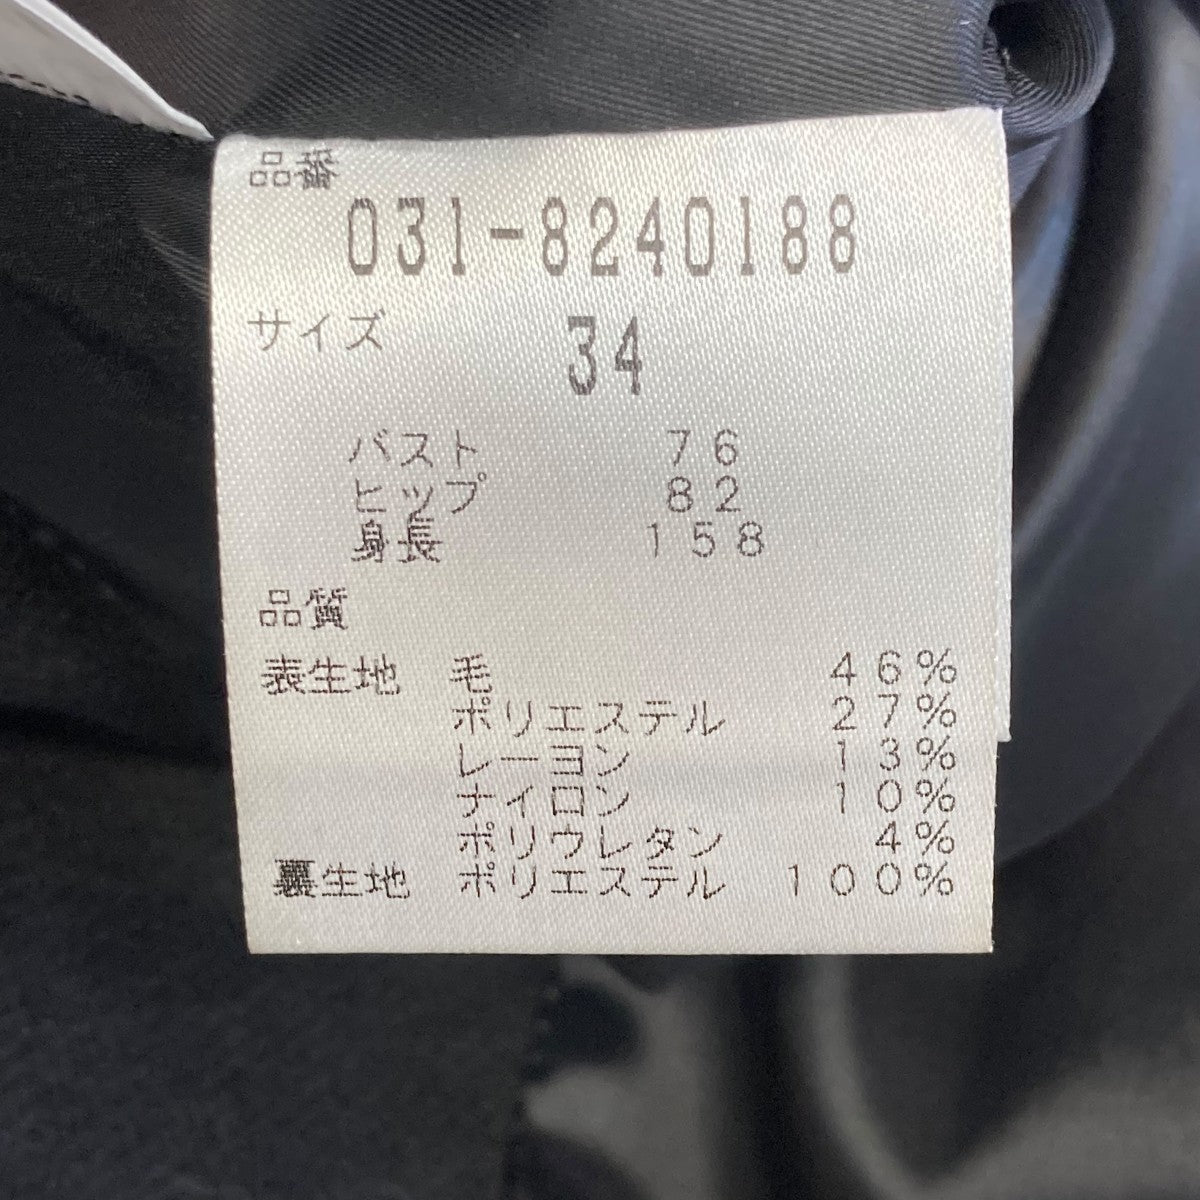 品番
031-8240188
サイズ 34
バスト 76
ヒップ 82
身長 158
品質
表生地 毛 46%
ポリエステル 27%
レーヨン 13%
ナイロン 10%
ポリウレタン 4%
裏生地 ポリエステル 100%